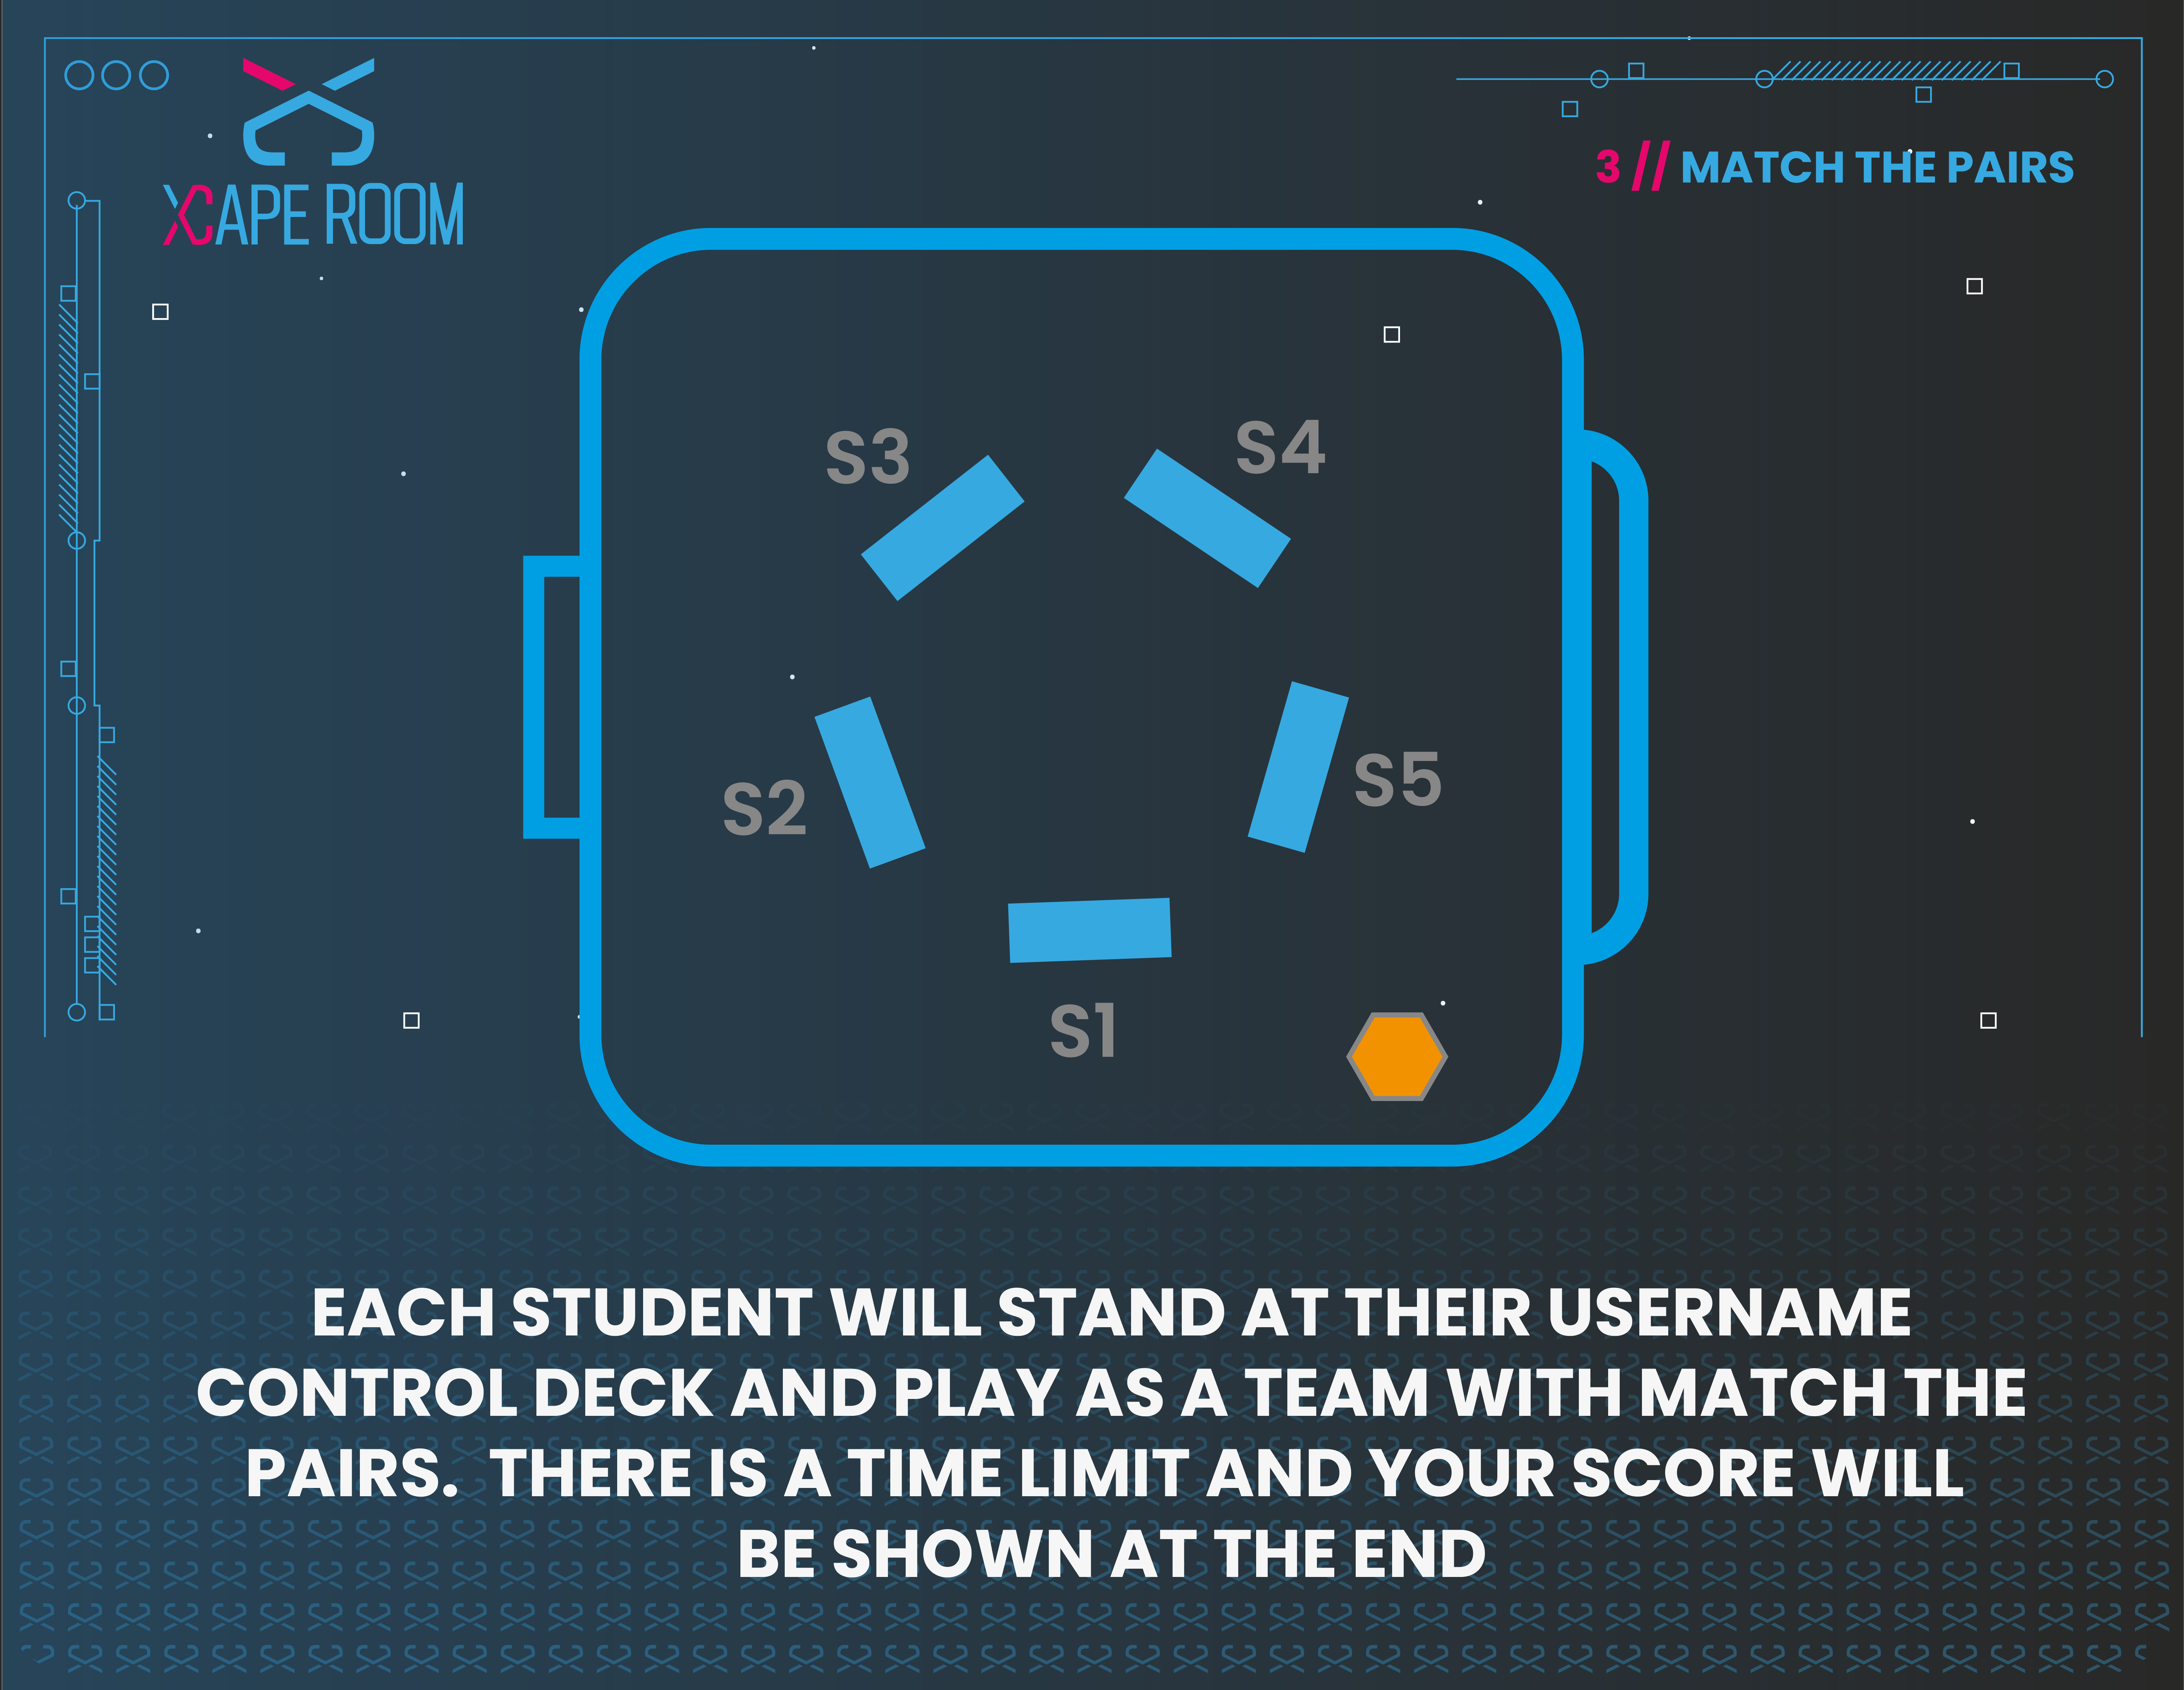 XCAPE ROOM
3 // MATCH THE PAIRS
S3
S4
S2
S5
S1
EACH STUDENT WILL STAND AT THEIR USERNAME
CONTROL DECK AND PLAY AS A TEAM WITH MATCH THE
PAIRS.  THERE IS A TIME LIMIT AND YOUR SCORE WILL
BE SHOWN AT THE END